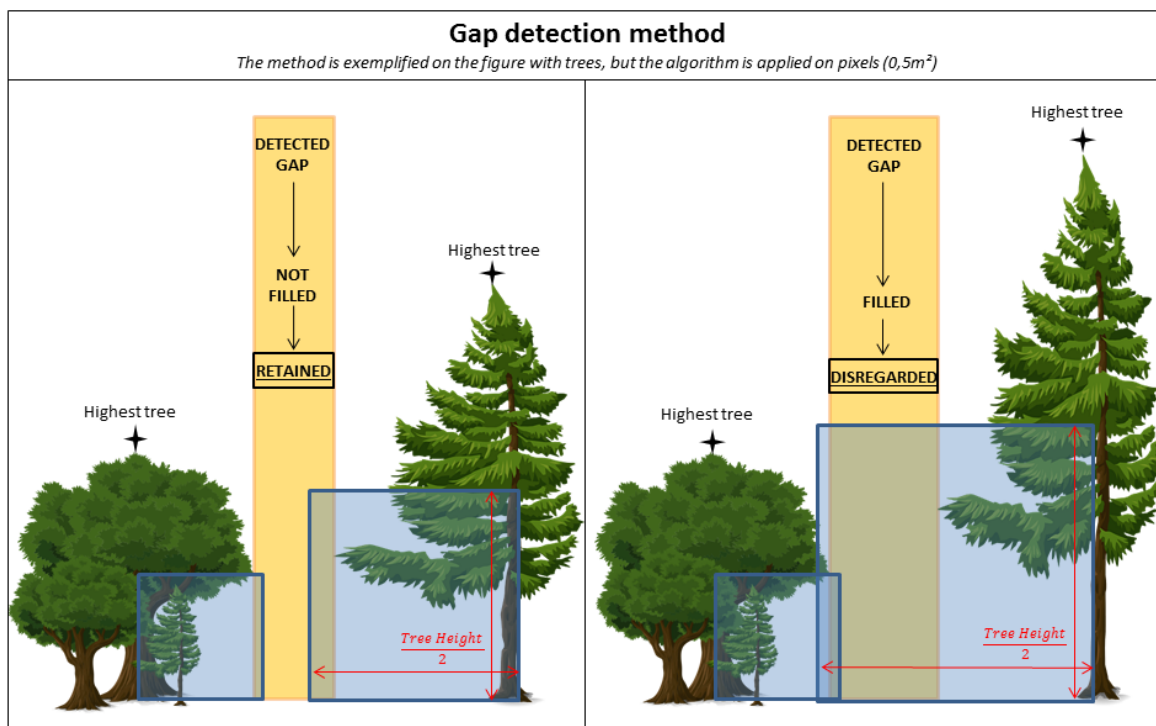 Gap detection method
The method is exemplified on the figure with trees, but the algorithm is applied on pixels (0,5m²)
DETECTED
GAP
NOT
FILLED
RETAINED
Highest tree
Highest tree
Tree Height
2
DETECTED
GAP
FILLED
DISREGARDED
Highest tree
Highest tree
Tree Height
2